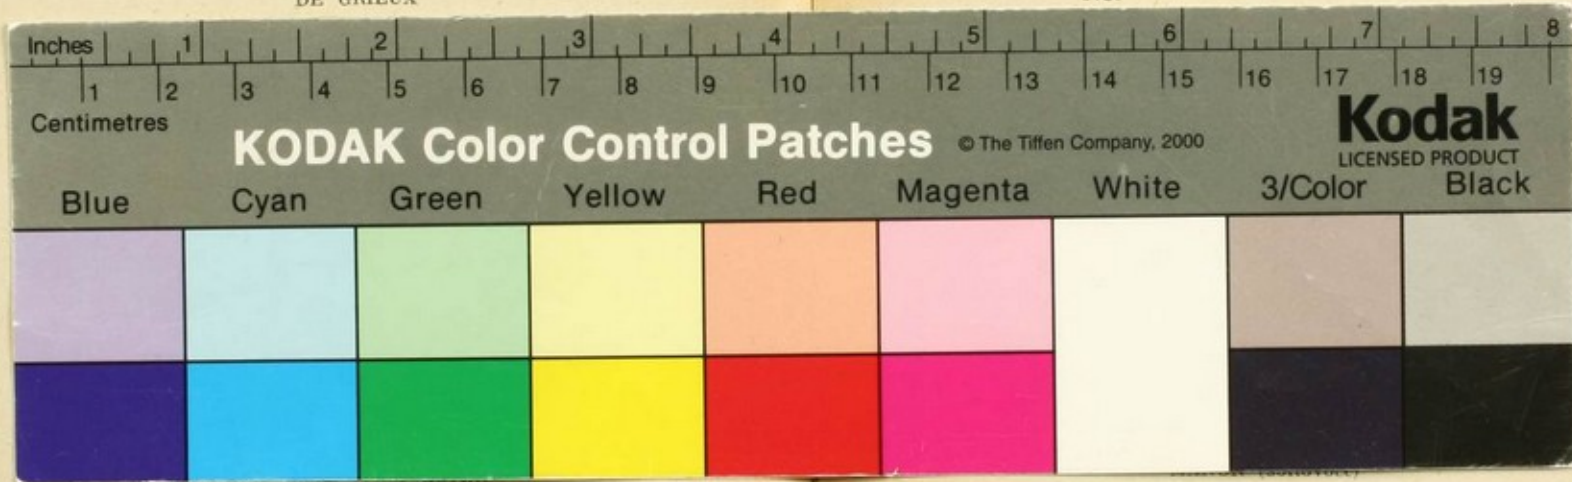 DE GRIEUX
Inches 1 2 3 4 5 6 7 8
1 2 3 4 5 6 7 8 9 10 11 12 13 14 15 16 17 18 19
Centimetres
KODAK Color Control Patches © The Tiffen Company, 2000
Kodak
LICENSED PRODUCT
Blue Cyan Green Yellow Red Magenta White 3/Color Black